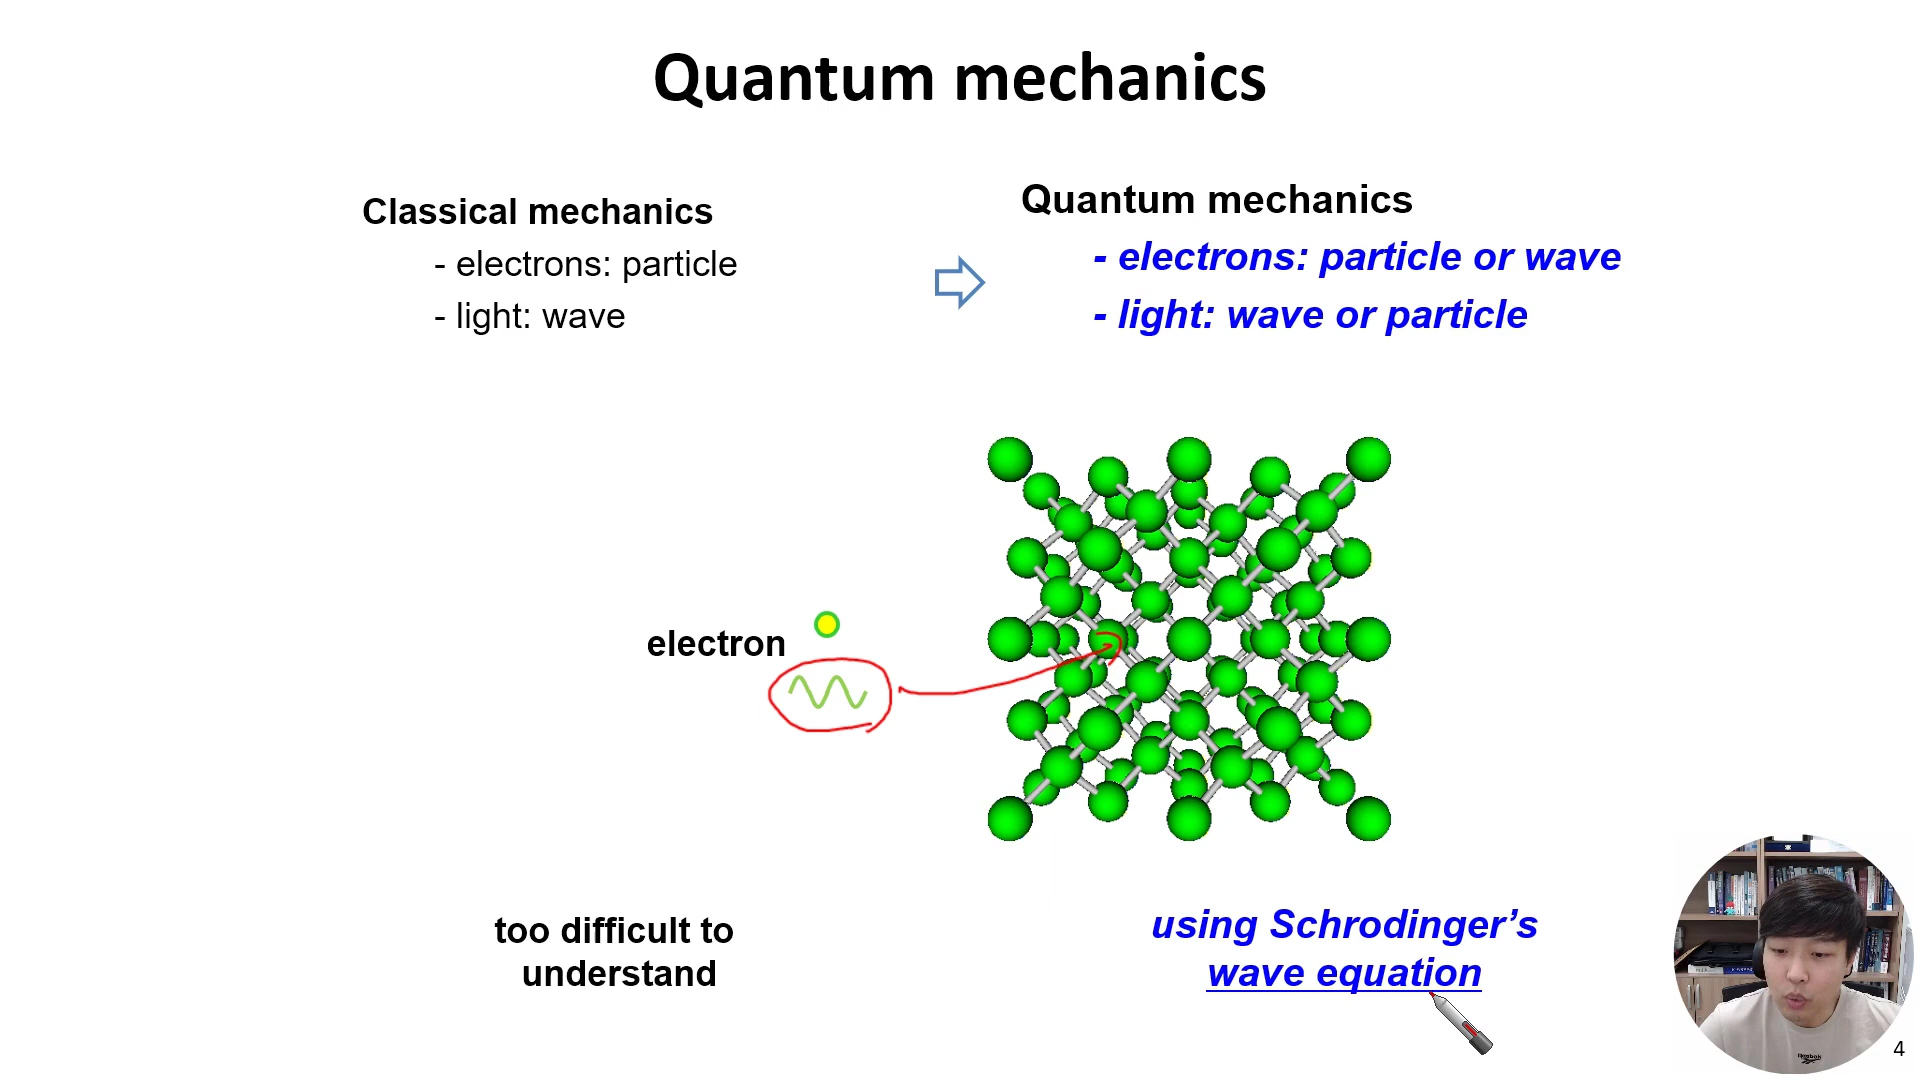 Quantum mechanics
Classical mechanics
- electrons: particle
- light: wave
Quantum mechanics
- electrons: particle or wave
- light: wave or particle
electron
too difficult to
understand
using Schrodinger’s
wave equation
Reebok
4